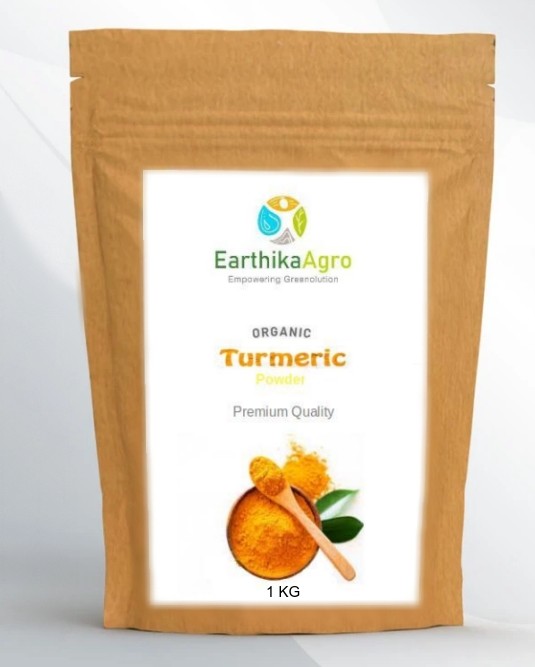 EarthikaAgro
Empowering Greenolution
ORGANIC
Turmeric
Powder
Premium Quality
1 KG